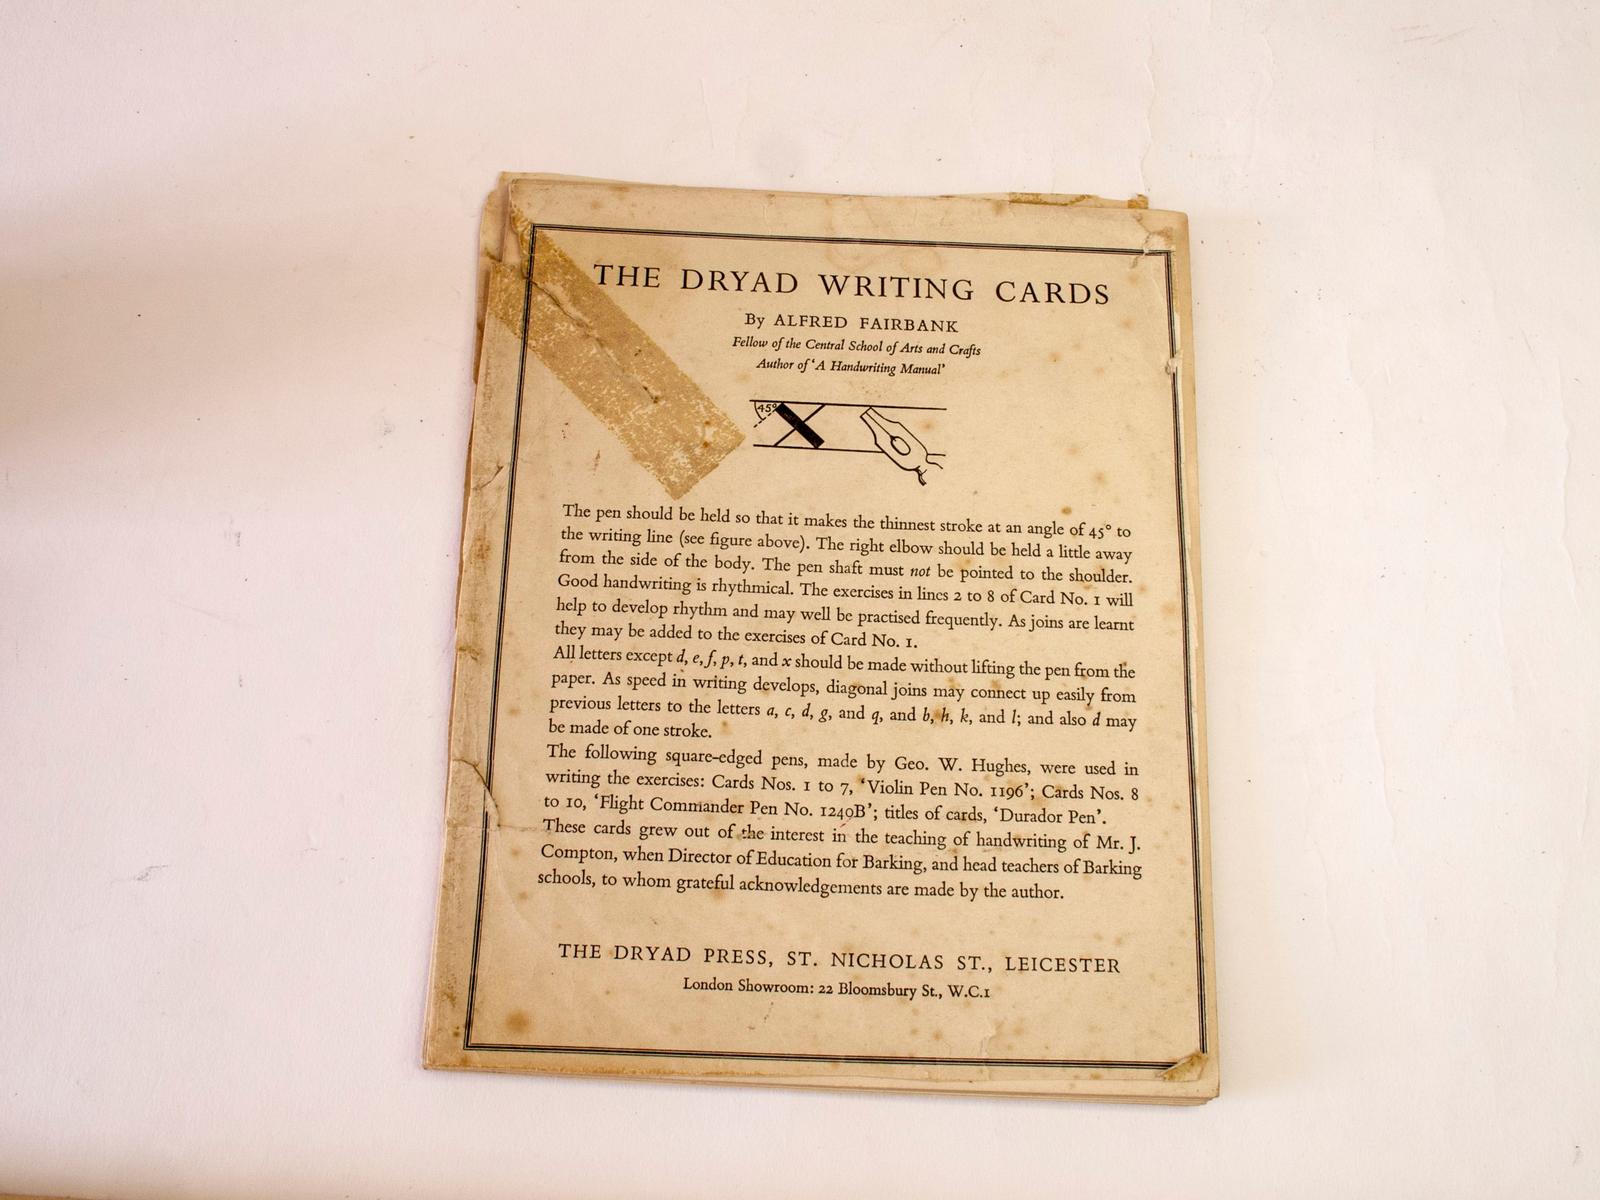 THE DRYAD WRITING CARDS
By ALFRED FAIRBANK
Fellow of the Central School of Arts and Crafts
Author of ‘A Handwriting Manual’
45°
The pen should be held so that it makes the thinnest stroke at an angle of 45° to
the writing line (see figure above). The right elbow should be held a little away
from the side of the body. The pen shaft must not be pointed to the shoulder.
Good handwriting is rhythmical. The exercises in lines 2 to 8 of Card No. 1 will
help to develop rhythm and may well be practised frequently. As joins are learnt
they may be added to the exercises of Card No. 1.
All letters except d, e, f, p, t, and x should be made without lifting the pen from the
paper. As speed in writing develops, diagonal joins may connect up easily from
previous letters to the letters a, c, d, g, and q, and b, h, k, and l; and also d may
be made of one stroke.
The following square-edged pens, made by Geo. W. Hughes, were used in
writing the exercises: Cards Nos. 1 to 7, ‘Violin Pen No. 1196’; Cards Nos. 8
to 10, ‘Flight Commander Pen No. 1240B’; titles of cards, ‘Durador Pen’.
These cards grew out of the interest in the teaching of handwriting of Mr. J.
Compton, when Director of Education for Barking, and head teachers of Barking
schools, to whom grateful acknowledgements are made by the author.
THE DRYAD PRESS, ST. NICHOLAS ST., LEICESTER
London Showroom: 22 Bloomsbury St., W.C.1